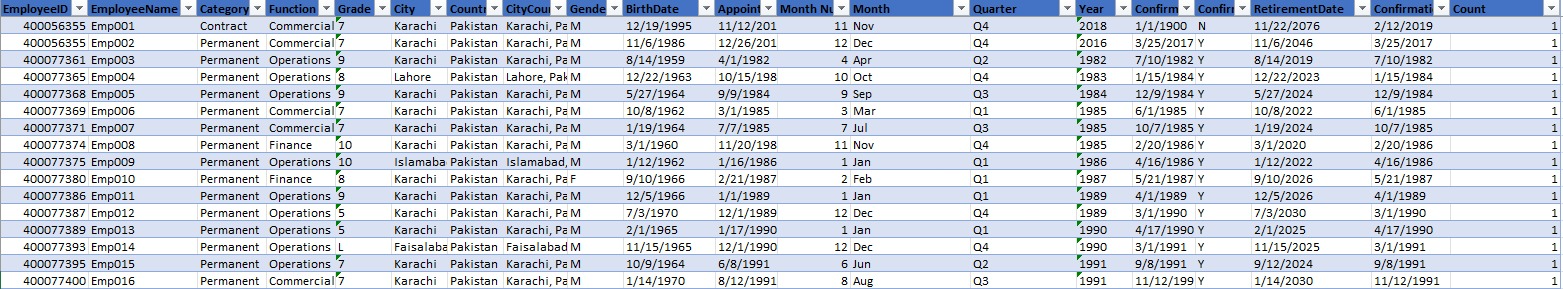 EmployeeID EmployeeName Category Function Grade City Countr CityCour Gende BirthDate Appoint Month Nu Month Quarter Year Confirm Confirr RetirementDate Confirmati Count
400056355 Emp001 Contract Commercial 7 Karachi Pakistan Karachi, Pa M 12/19/1995 11/12/201 11 Nov Q4 2018 1/1/1900 N 11/22/2076 2/12/2019 1
400056355 Emp002 Permanent Commercial 7 Karachi Pakistan Karachi, Pa M 11/6/1986 12/26/201 12 Dec Q4 2016 3/25/2017 Y 11/6/2046 3/25/2017 1
400077361 Emp003 Permanent Operations 9 Karachi Pakistan Karachi, Pa M 8/14/1959 4/1/1982 4 Apr Q2 1982 7/10/1982 Y 8/14/2019 7/10/1982 1
400077365 Emp004 Permanent Operations 8 Lahore Pakistan Lahore, Pak M 12/22/1963 10/15/198 10 Oct Q4 1983 1/15/1984 Y 12/22/2023 1/15/1984 1
400077368 Emp005 Permanent Operations 9 Karachi Pakistan Karachi, Pa M 5/27/1964 9/9/1984 9 Sep Q3 1984 12/9/1984 Y 5/27/2024 12/9/1984 1
400077369 Emp006 Permanent Commercial 7 Karachi Pakistan Karachi, Pa M 10/8/1962 3/1/1985 3 Mar Q1 1985 6/1/1985 Y 10/8/2022 6/1/1985 1
400077371 Emp007 Permanent Commercial 7 Karachi Pakistan Karachi, Pa M 1/19/1964 7/7/1985 7 Jul Q3 1985 10/7/1985 Y 1/19/2024 10/7/1985 1
400077374 Emp008 Permanent Finance 10 Karachi Pakistan Karachi, Pa M 3/1/1960 11/20/198 11 Nov Q4 1985 2/20/1986 Y 3/1/2020 2/20/1986 1
400077375 Emp009 Permanent Operations 10 Islamaba Pakistan Islamabad, M 1/12/1962 1/16/1986 1 Jan Q1 1986 4/16/1986 Y 1/12/2022 4/16/1986 1
400077380 Emp010 Permanent Finance 8 Karachi Pakistan Karachi, Pa F 9/10/1966 2/21/1987 2 Feb Q1 1987 5/21/1987 Y 9/10/2026 5/21/1987 1
400077386 Emp011 Permanent Operations 9 Karachi Pakistan Karachi, Pa M 12/5/1966 1/1/1989 1 Jan Q1 1989 4/1/1989 Y 12/5/2026 4/1/1989 1
400077387 Emp012 Permanent Operations 5 Karachi Pakistan Karachi, Pa M 7/3/1970 12/1/1989 12 Dec Q4 1989 3/1/1990 Y 7/3/2030 3/1/1990 1
400077389 Emp013 Permanent Operations 5 Karachi Pakistan Karachi, Pa M 2/1/1965 1/17/1990 1 Jan Q1 1990 4/17/1990 Y 2/1/2025 4/17/1990 1
400077393 Emp014 Permanent Operations L Faisalaba Pakistan Faisalabad M 11/15/1965 12/1/1990 12 Dec Q4 1990 3/1/1991 Y 11/15/2025 3/1/1991 1
400077395 Emp015 Permanent Operations 7 Karachi Pakistan Karachi, Pa M 10/9/1964 6/8/1991 6 Jun Q2 1991 9/8/1991 Y 9/12/2024 9/8/1991 1
400077400 Emp016 Permanent Commercial 7 Karachi Pakistan Karachi, Pa M 1/14/1970 8/12/1991 8 Aug Q3 1991 11/12/199 Y 1/14/2030 11/12/1991 1